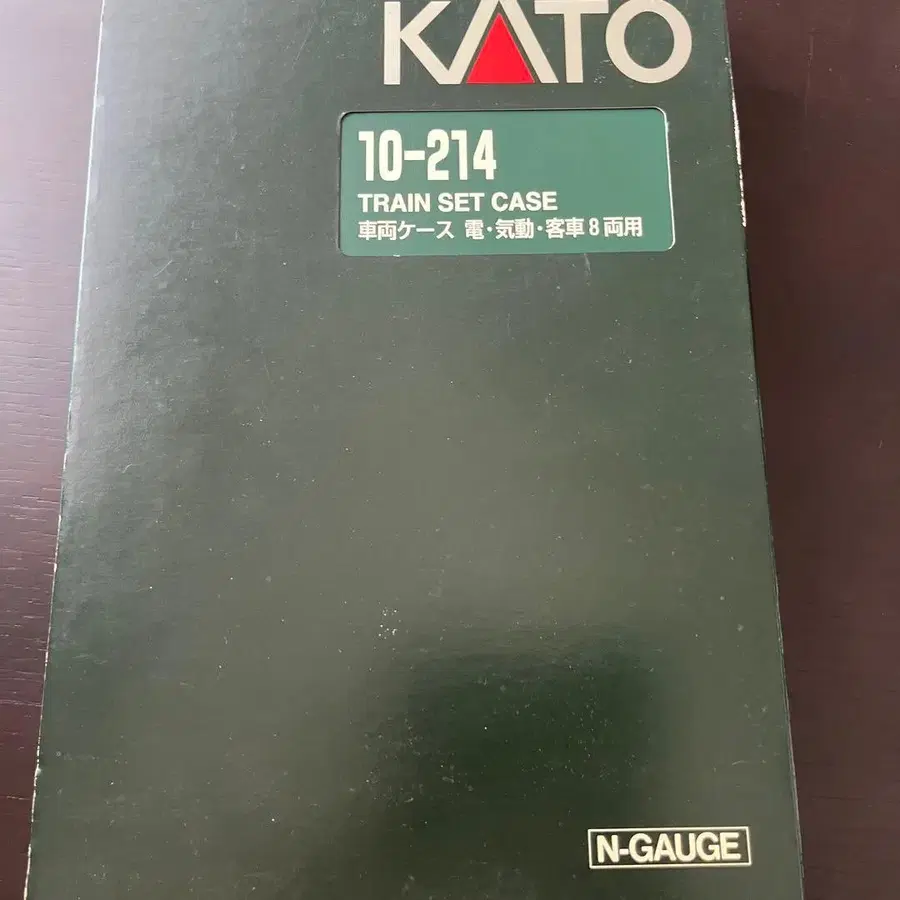 KATO
10-214
TRAIN SET CASE
車両ケース 電・気動・客車8両用
N-GAUGE